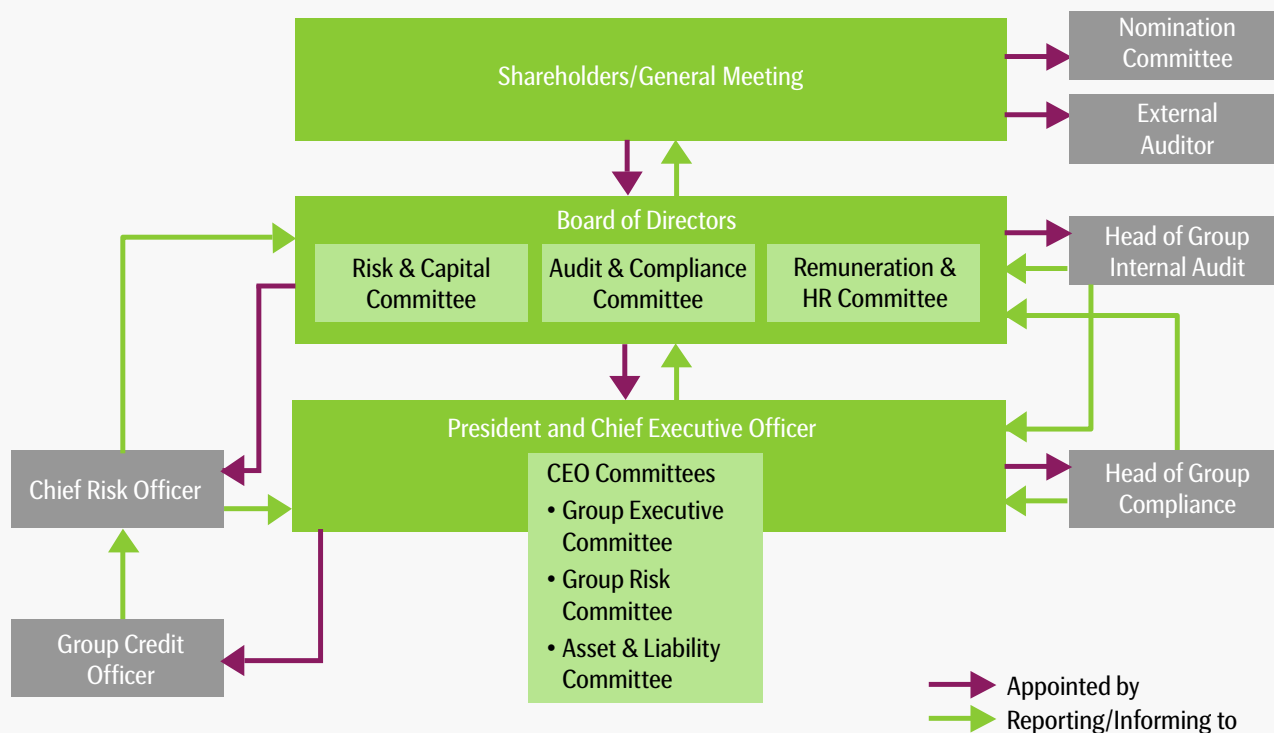 Shareholders/General Meeting
Nomination
Committee
External
Auditor
Board of Directors
Risk & Capital
Committee
Audit & Compliance
Committee
Remuneration &
HR Committee
Head of Group
Internal Audit
President and Chief Executive Officer
CEO Committees
• Group Executive
Committee
• Group Risk
Committee
• Asset & Liability
Committee
Chief Risk Officer
Head of Group
Compliance
Group Credit
Officer
Appointed by
Reporting/Informing to